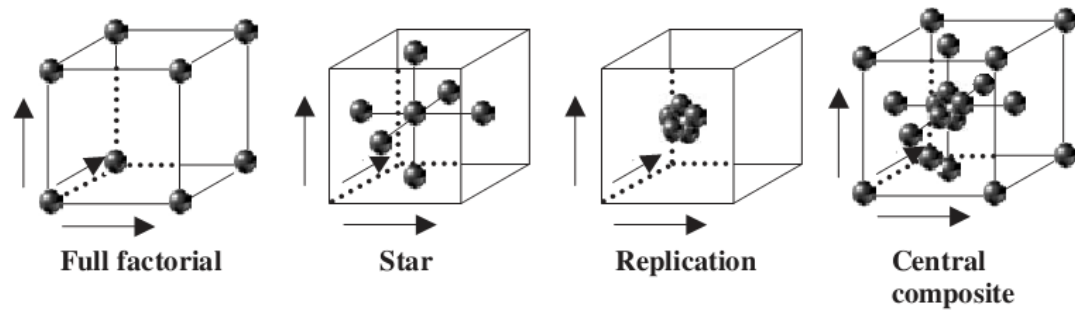 Full factorial
Star
Replication
Central
composite